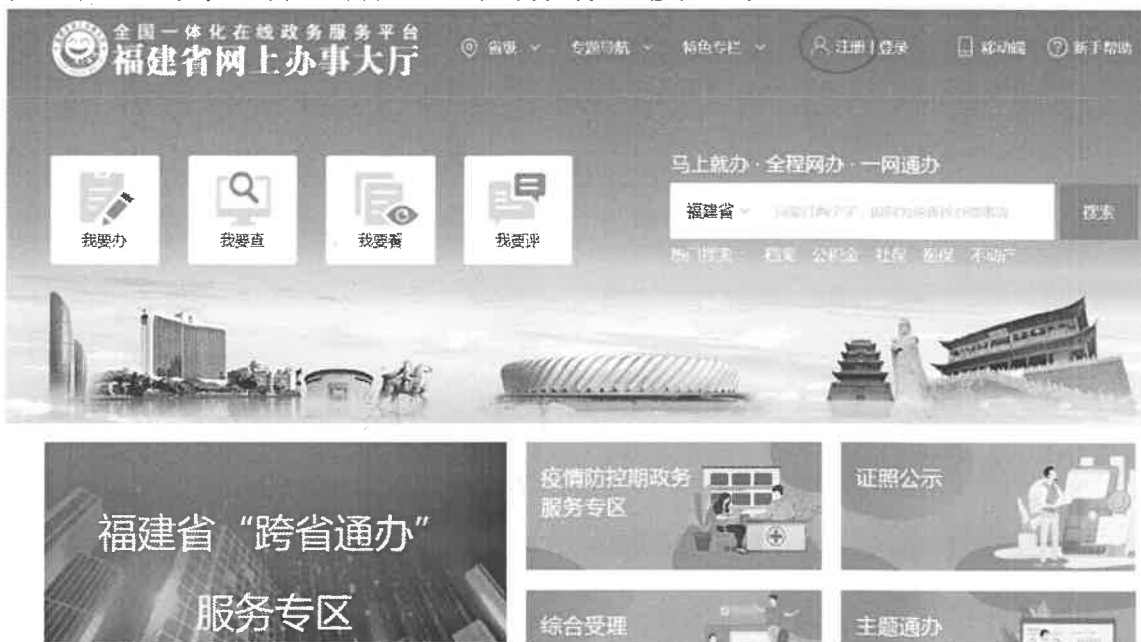 全国一体化在线政务服务平台
福建省网上办事大厅
省级
专题导航
特色专栏
注册 | 登录
移动端
新手帮助
我要办
我要查
我要看
我要评
马上就办 · 全程网办 · 一网通办
福建省
搜索
热门搜索
档案 公积金 社保 医保 不动产
福建省“跨省通办”
服务专区
疫情防控期政务
服务专区
证照公示
综合受理
主题通办